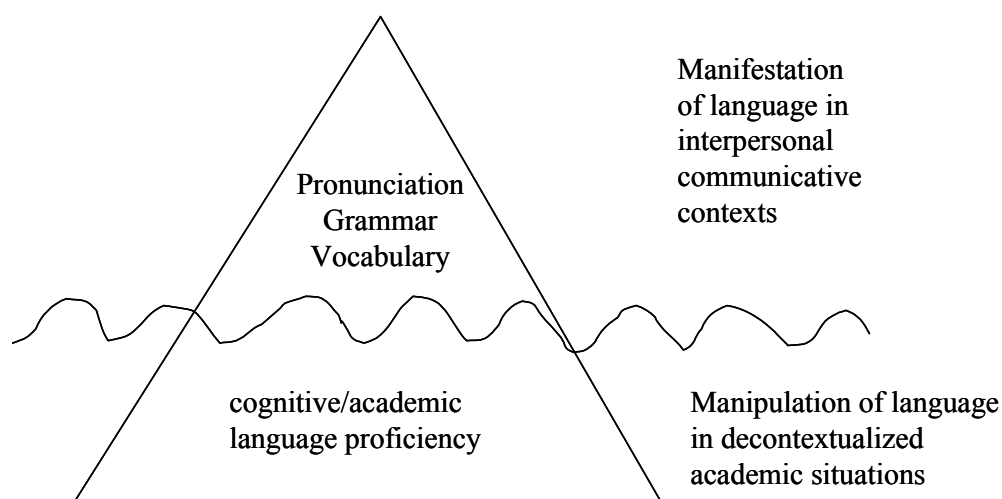 Manifestation
of language in
interpersonal
communicative
contexts
Pronunciation
Grammar
Vocabulary
cognitive/academic
language proficiency
Manipulation of language
in decontextualized
academic situations